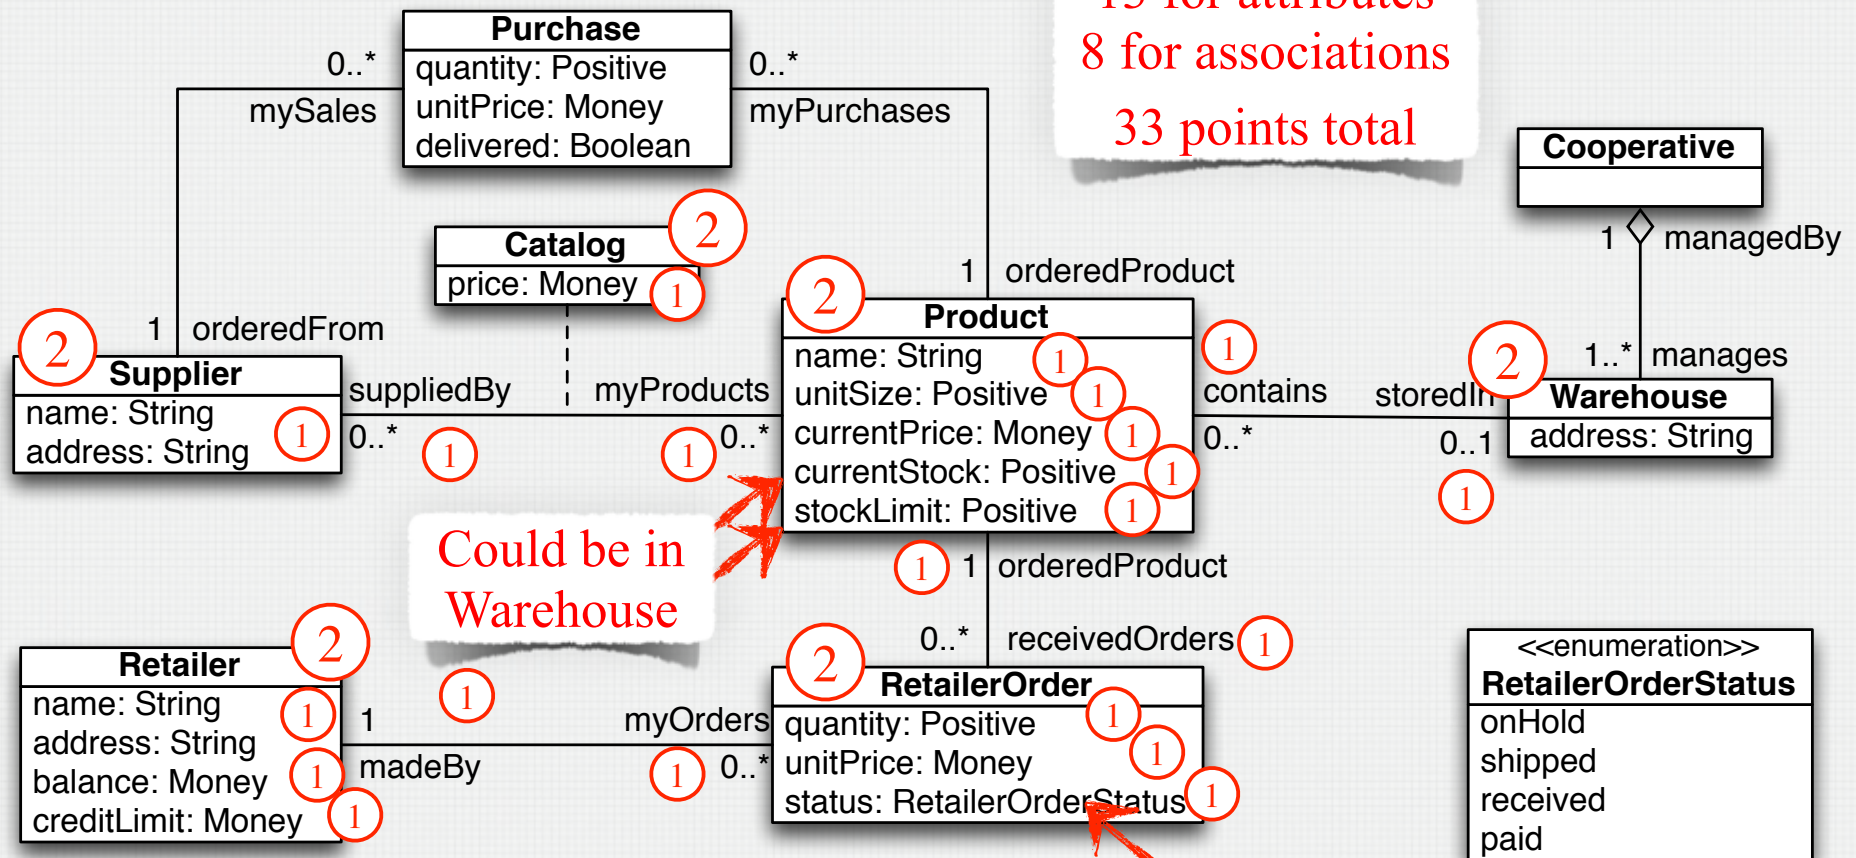 15 for attributes
8 for associations
33 points total
Purchase
quantity: Positive
unitPrice: Money
delivered: Boolean
0..*
mySales
0..*
myPurchases
Cooperative
1
managedBy
1..*
manages
Catalog
2
price: Money
1
1
orderedFrom
1
orderedProduct
2
Supplier
name: String
address: String
1
suppliedBy
0..*
1
myProducts
1
0..*
2
Product
name: String
1
unitSize: Positive
1
currentPrice: Money
1
currentStock: Positive
1
stockLimit: Positive
1
1
contains
0..*
storedIn
0..1
1
2
Warehouse
address: String
Could be in
Warehouse
1
1
orderedProduct
0..*
receivedOrders
1
2
Retailer
name: String
1
address: String
balance: Money
1
creditLimit: Money
1
1
1
madeBy
myOrders
1
0..*
2
RetailerOrder
quantity: Positive
1
unitPrice: Money
1
status: RetailerOrderStatus
1
<<enumeration>>
RetailerOrderStatus
onHold
shipped
received
paid